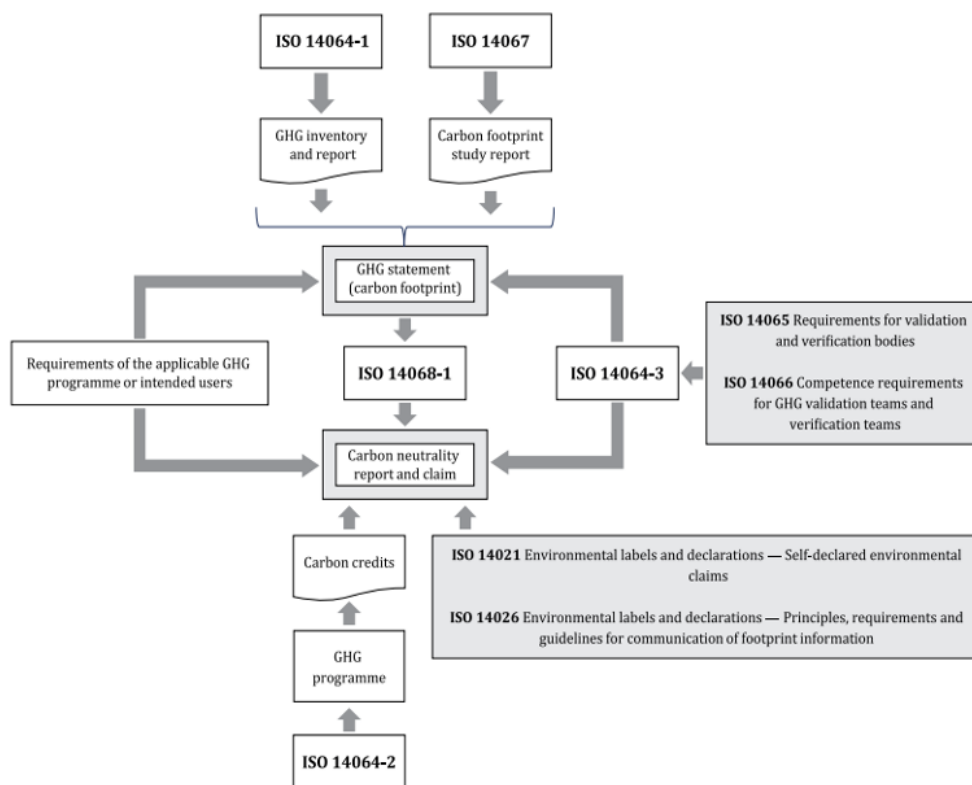 ISO 14064-1
ISO 14067
GHG inventory
and report
Carbon footprint
study report
GHG statement
(carbon footprint)
Requirements of the applicable GHG
programme or intended users
ISO 14068-1
ISO 14064-3
ISO 14065 Requirements for validation
and verification bodies
ISO 14066 Competence requirements
for GHG validation teams and
verification teams
Carbon neutrality
report and claim
Carbon credits
ISO 14021 Environmental labels and declarations — Self-declared environmental
claims
ISO 14026 Environmental labels and declarations — Principles, requirements and
guidelines for communication of footprint information
GHG
programme
ISO 14064-2